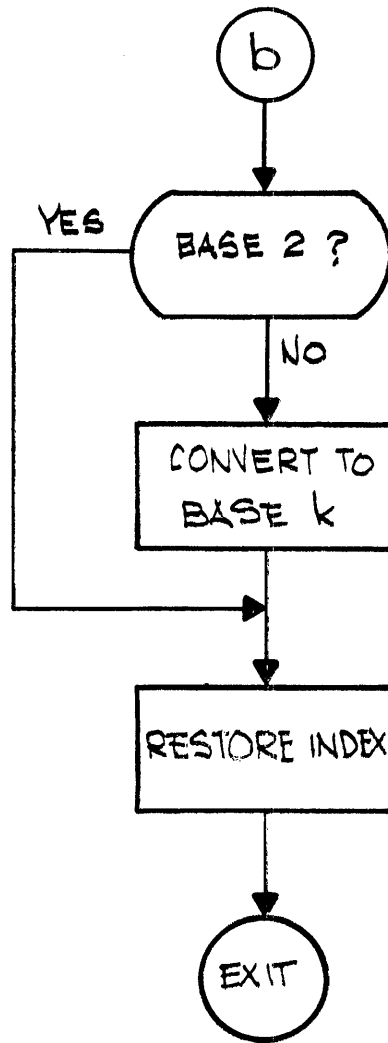 b
YES
BASE 2 ?
NO
CONVERT TO
BASE k
RESTORE INDEX
EXIT